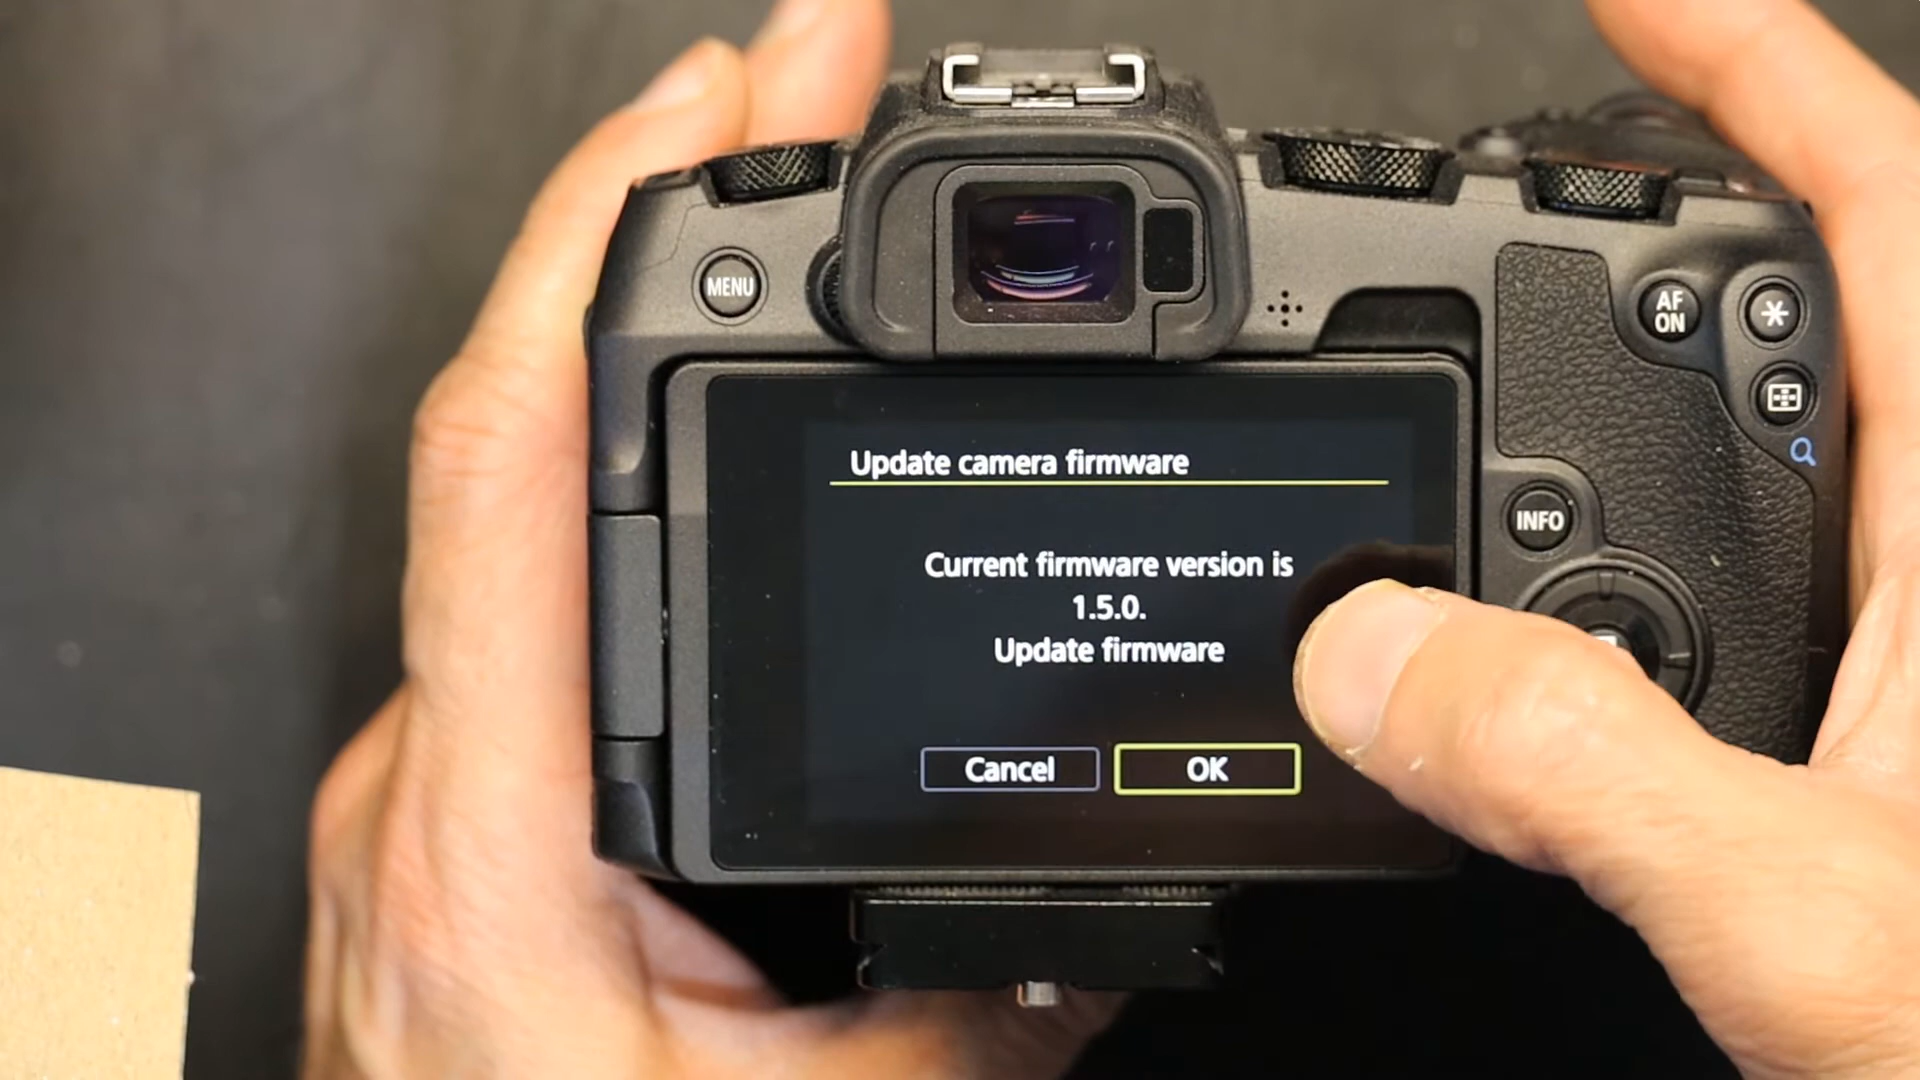 MENU
AF
ON
Update camera firmware
INFO
Current firmware version is
1.5.0.
Update firmware
Cancel
OK